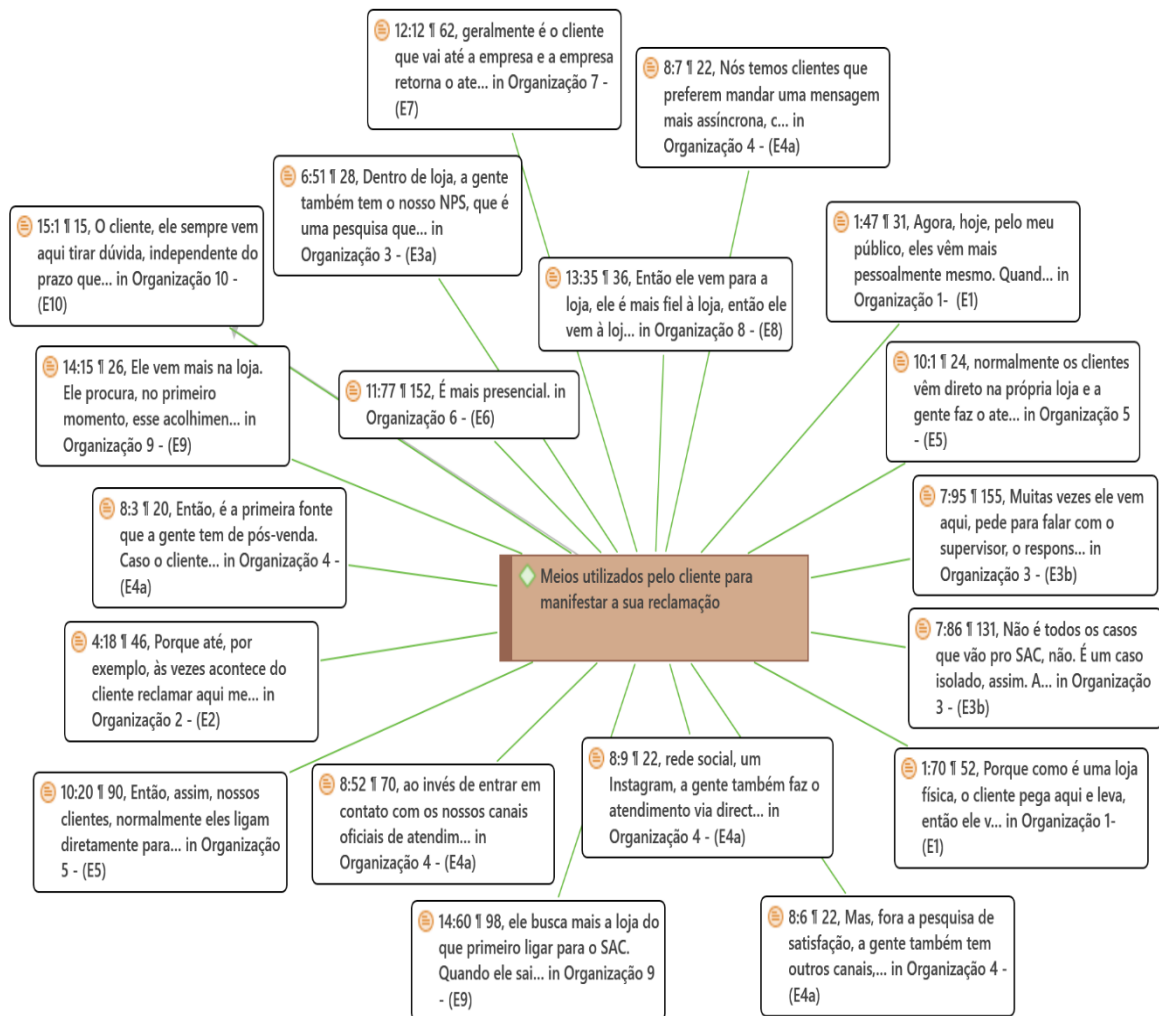 12:12 ¶ 62, geralmente é o cliente
que vai até a empresa e a empresa
retorna o ate... in Organização 7 -
(E7)
8:7 ¶ 22, Nós temos clientes que
preferem mandar uma mensagem
mais assíncrona, c... in
Organização 4 - (E4a)
6:51 ¶ 28, Dentro de loja, a gente
também tem o nosso NPS, que é
uma pesquisa que... in
Organização 3 - (E3a)
15:1 ¶ 15, O cliente, ele sempre vem
aqui tirar dúvida, independente do
prazo que... in Organização 10 -
(E10)
1:47 ¶ 31, Agora, hoje, pelo meu
público, eles vêm mais
pessoalmente mesmo. Quand... in
Organização 1- (E1)
13:35 ¶ 36, Então ele vem para a
loja, ele é mais fiel à loja, então ele
vem à loj... in Organização 8 - (E8)
14:15 ¶ 26, Ele vem mais na loja.
Ele procura, no primeiro
momento, esse acolhimen... in
Organização 9 - (E9)
11:77 ¶ 152, É mais presencial. in
Organização 6 - (E6)
10:1 ¶ 24, normalmente os clientes
vêm direto na própria loja e a
gente faz o ate... in Organização 5
- (E5)
8:3 ¶ 20, Então, é a primeira fonte
que a gente tem de pós-venda.
Caso o cliente... in Organização 4 -
(E4a)
7:95 ¶ 155, Muitas vezes ele vem
aqui, pede para falar com o
supervisor, o respons... in
Organização 3 - (E3b)
Meios utilizados pelo cliente para
manifestar a sua reclamação
4:18 ¶ 46, Porque até, por
exemplo, às vezes acontece do
cliente reclamar aqui me... in
Organização 2 - (E2)
7:86 ¶ 131, Não é todos os casos
que vão pro SAC, não. É um caso
isolado, assim. A... in Organização
3 - (E3b)
10:20 ¶ 90, Então, assim, nossos
clientes, normalmente eles ligam
diretamente para... in Organização
5 - (E5)
8:52 ¶ 70, ao invés de entrar em
contato com os nossos canais
oficiais de atendim... in
Organização 4 - (E4a)
8:9 ¶ 22, rede social, um
Instagram, a gente também faz o
atendimento via direct... in
Organização 4 - (E4a)
1:70 ¶ 52, Porque como é uma loja
física, o cliente pega aqui e leva,
então ele v... in Organização 1-
(E1)
14:60 ¶ 98, ele busca mais a loja do
que primeiro ligar para o SAC.
Quando ele sai... in Organização 9
- (E9)
8:6 ¶ 22, Mas, fora a pesquisa de
satisfação, a gente também tem
outros canais,... in Organização 4 -
(E4a)